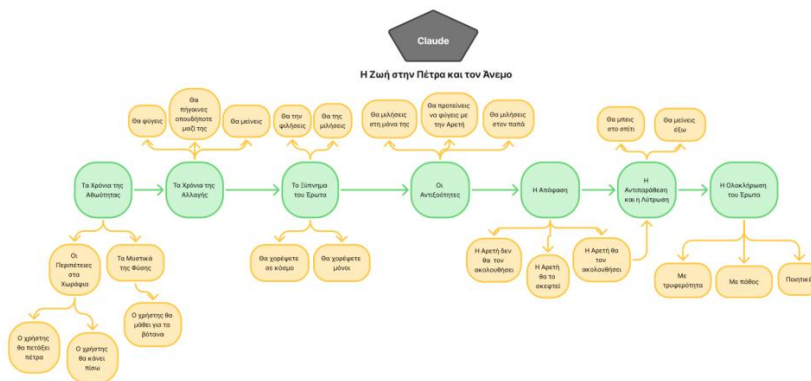 Claude
Η Ζωή στην Πέτρα και τον Άνεμο
Θα φύγεις
Θα
πήγαινες
οπουδήποτε
μαζί της
Θα μείνεις
Θα την
φιλήσεις
Θα της
μιλήσεις
Θα μιλήσεις
στη μάνα της
Θα προτείνεις
να φύγεις με
την Αρετή
Θα μιλήσεις
στον παπά
Θα μπεις
στο σπίτι
Θα μείνεις
έξω
Τα Χρόνια της
Αθωότητας
Τα Χρόνια της
Αλλαγής
Το Ξύπνημα
του Έρωτα
Οι
Αντιξοότητες
Η Απόφαση
Η
Αντιπαράθεση
και η Λύτρωση
Η Ολοκλήρωση
του Έρωτα
Οι
Περιπέτειες
στα
Χωράφια
Τα Μυστικά
της Φύσης
Θα χορέψετε
σε κόσμο
Θα χορέψετε
μόνοι
Η Αρετή δεν
θα τον
ακολουθήσει
Η Αρετή
θα το
σκεφτεί
Η Αρετή θα
τον
ακολουθήσει
Με
τρυφερότητα
Με πάθος
Ποιητικά
Ο χρήστης
θα πετάξει
πέτρα
Ο χρήστης
θα κάνει
πίσω
Ο χρήστης θα
μάθει για τα
βότανα